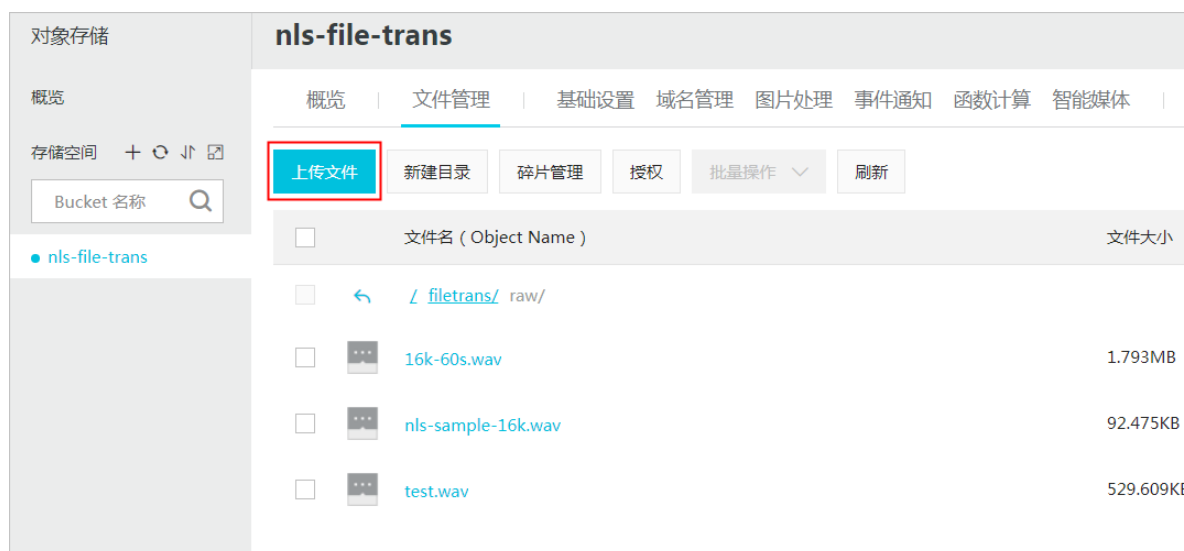 对象存储
nls-file-trans
概览
概览 文件管理 基础设置 域名管理 图片处理 事件通知 函数计算 智能媒体
存储空间
上传文件 新建目录 碎片管理 授权 批量操作 刷新
Bucket 名称
文件名 ( Object Name ) 文件大小
nls-file-trans
/ filetrans/ raw/
16k-60s.wav 1.793MB
nls-sample-16k.wav 92.475KB
test.wav 529.609KB